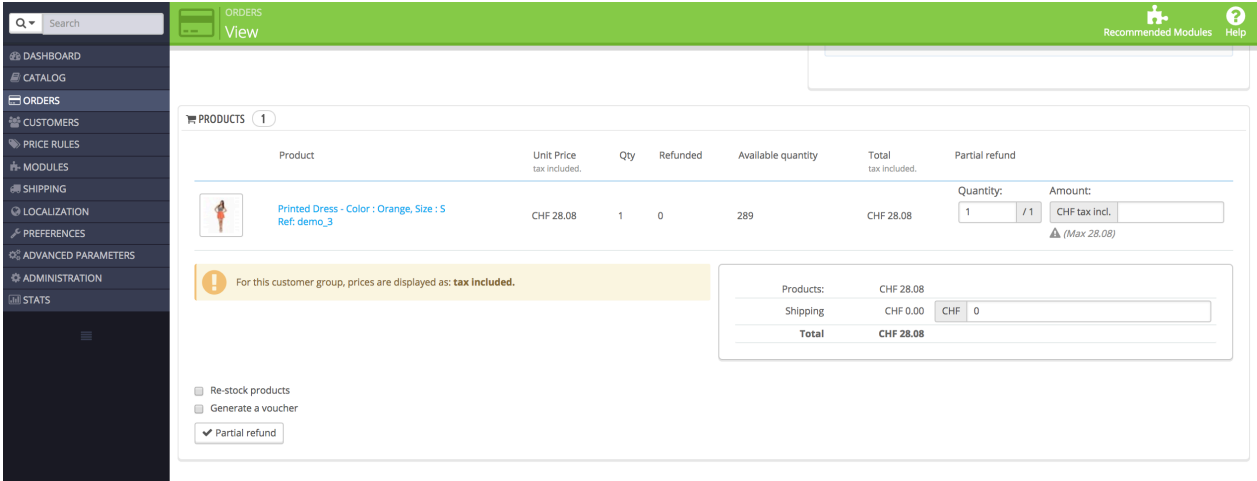 Search
ORDERS
View
Recommended Modules
Help
DASHBOARD
CATALOG
ORDERS
CUSTOMERS
PRICE RULES
MODULES
SHIPPING
LOCALIZATION
PREFERENCES
ADVANCED PARAMETERS
ADMINISTRATION
STATS
PRODUCTS 1
Product Unit Price Qty Refunded Available quantity Total Partial refund
tax included. tax included.
Quantity: Amount:
Printed Dress - Color : Orange, Size : S
Ref: demo_3
CHF 28.08 1 0 289 CHF 28.08 1 / 1 CHF tax incl.
(Max 28.08)
For this customer group, prices are displayed as: tax included.
Products: CHF 28.08
Shipping CHF 0.00 CHF 0
Total CHF 28.08
Re-stock products
Generate a voucher
Partial refund